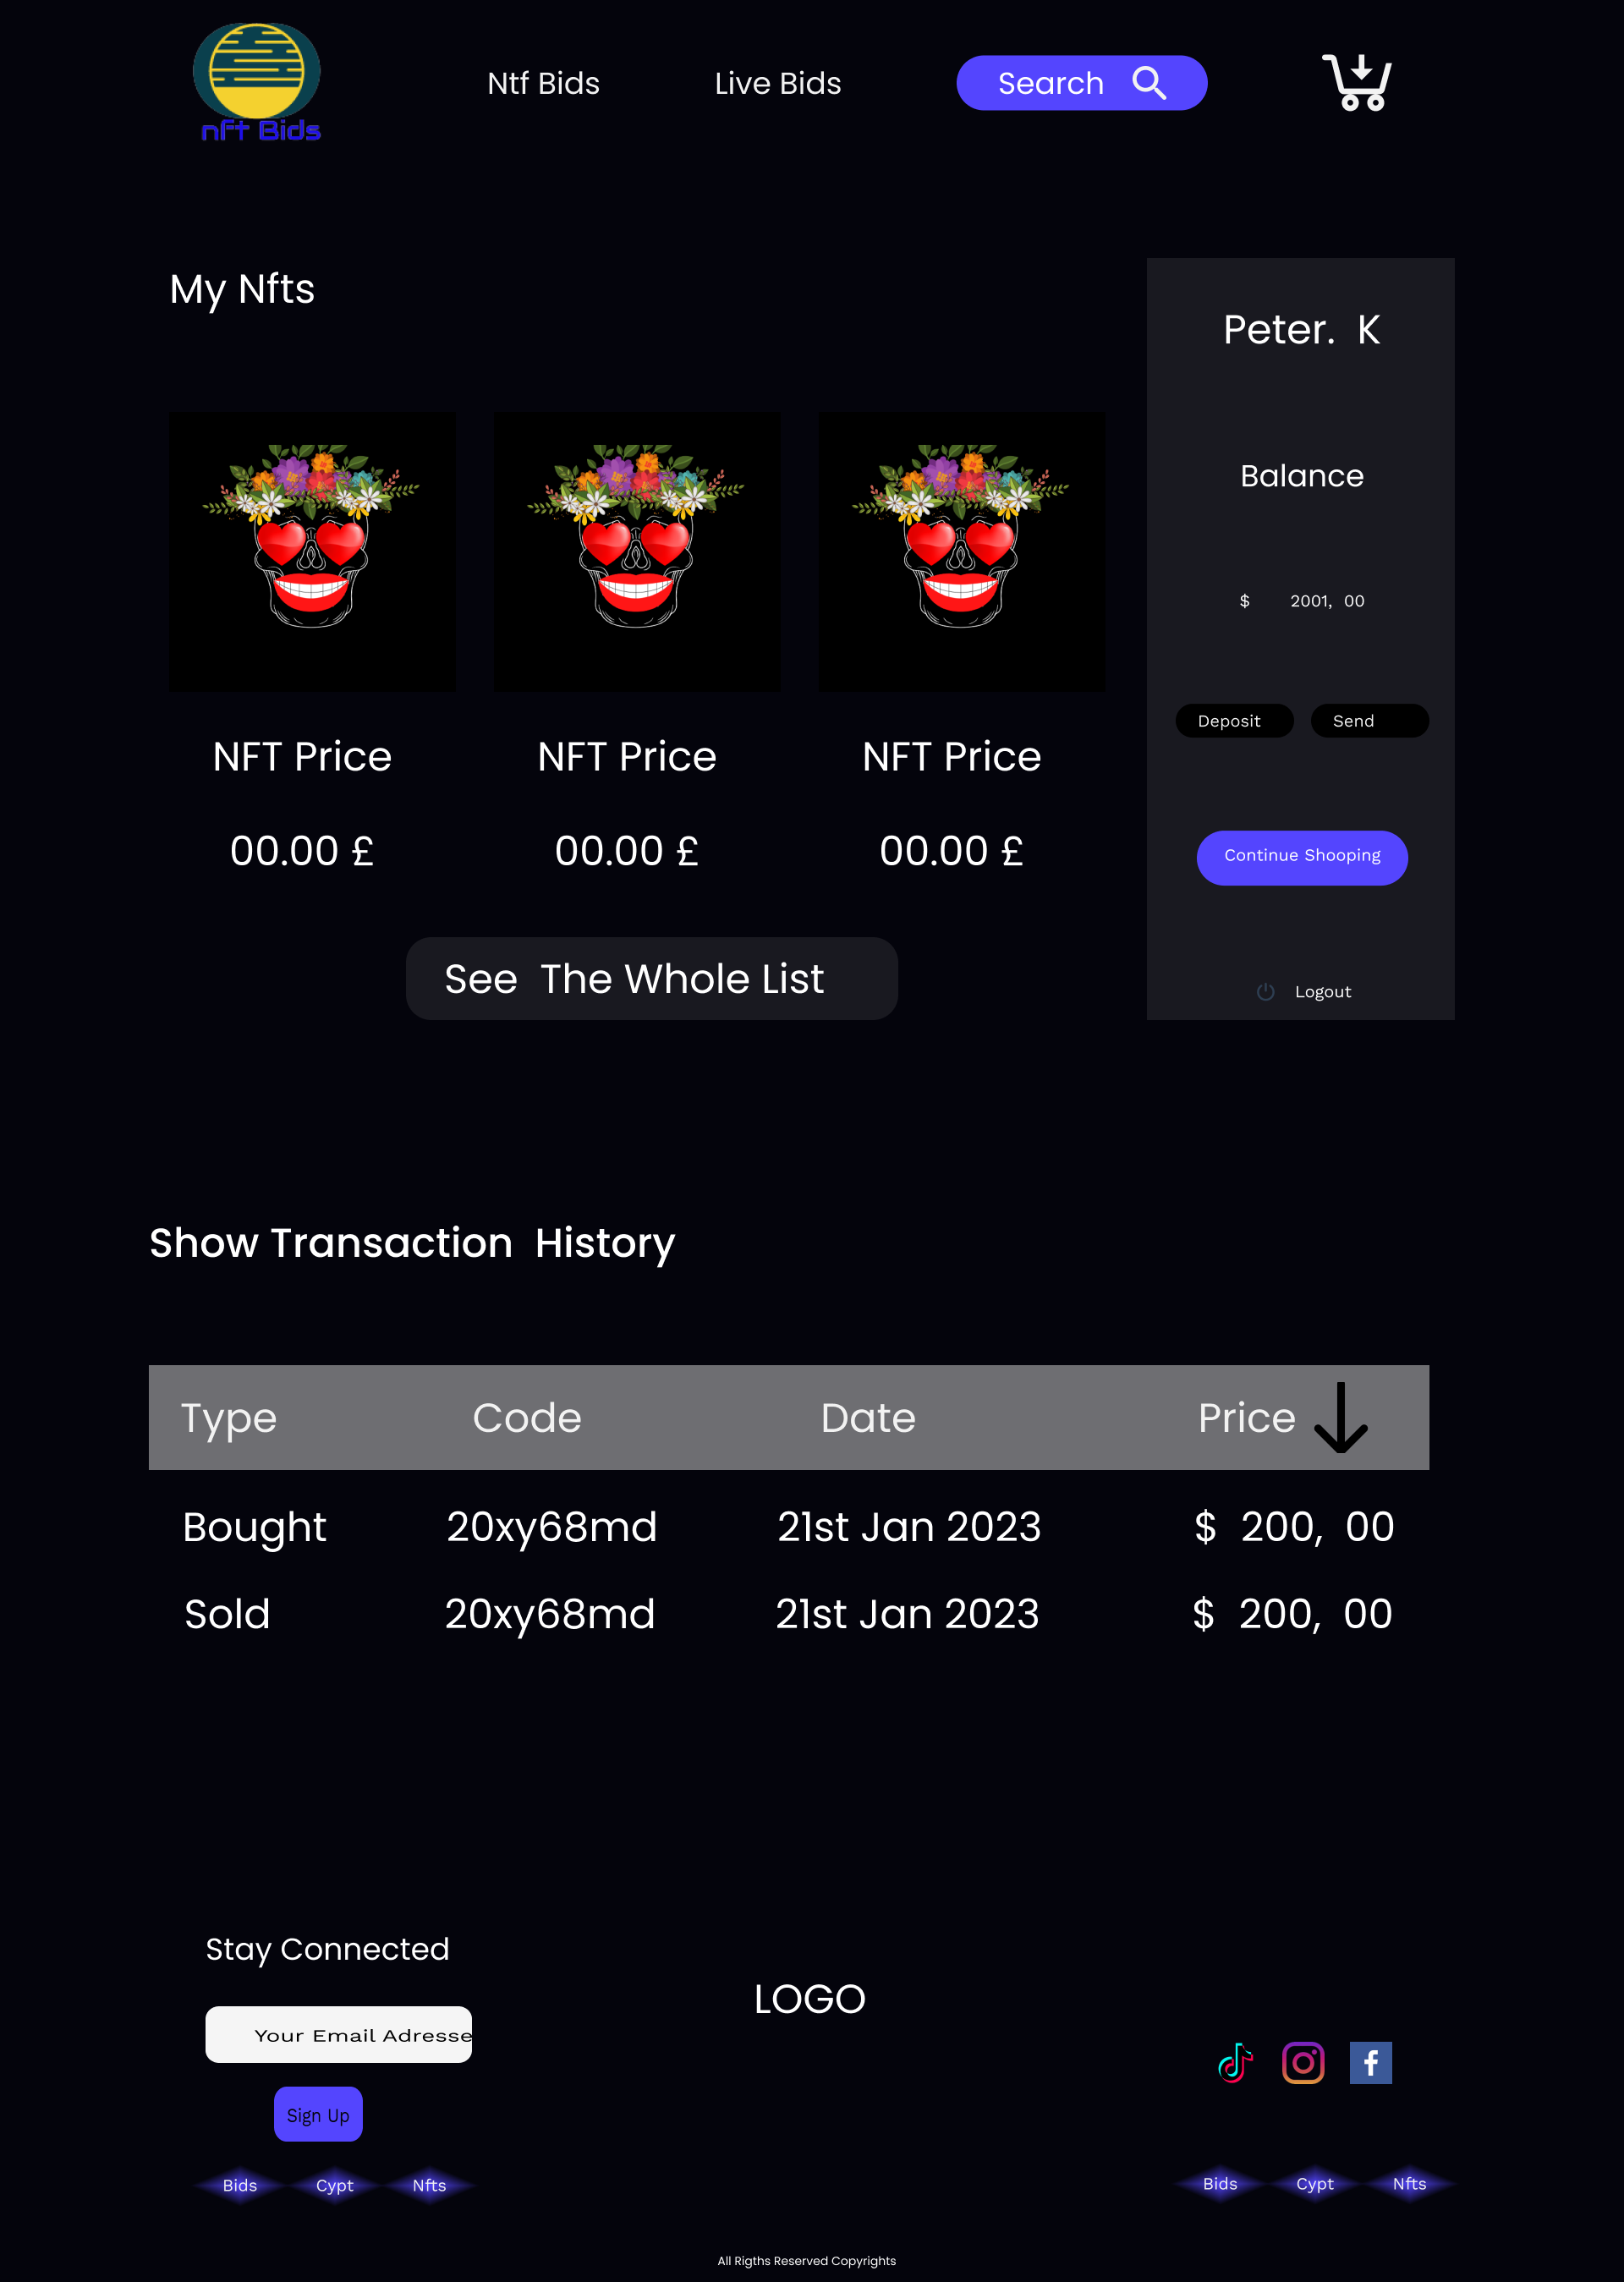 nft Bids
Ntf Bids
Live Bids
Search
My Nfts
Peter. K
Balance
$ 2001, 00
Deposit
Send
Continue Shooping
Logout
NFT Price
NFT Price
NFT Price
00.00 £
00.00 £
00.00 £
See The Whole List
Show Transaction History
Type Code Date Price
Bought 20xy68md 21st Jan 2023 $ 200, 00
Sold 20xy68md 21st Jan 2023 $ 200, 00
Stay Connected
Your Email Adresse
Sign Up
Bids Cypt Nfts
LOGO
f
Bids Cypt Nfts
All Rigths Reserved Copyrights